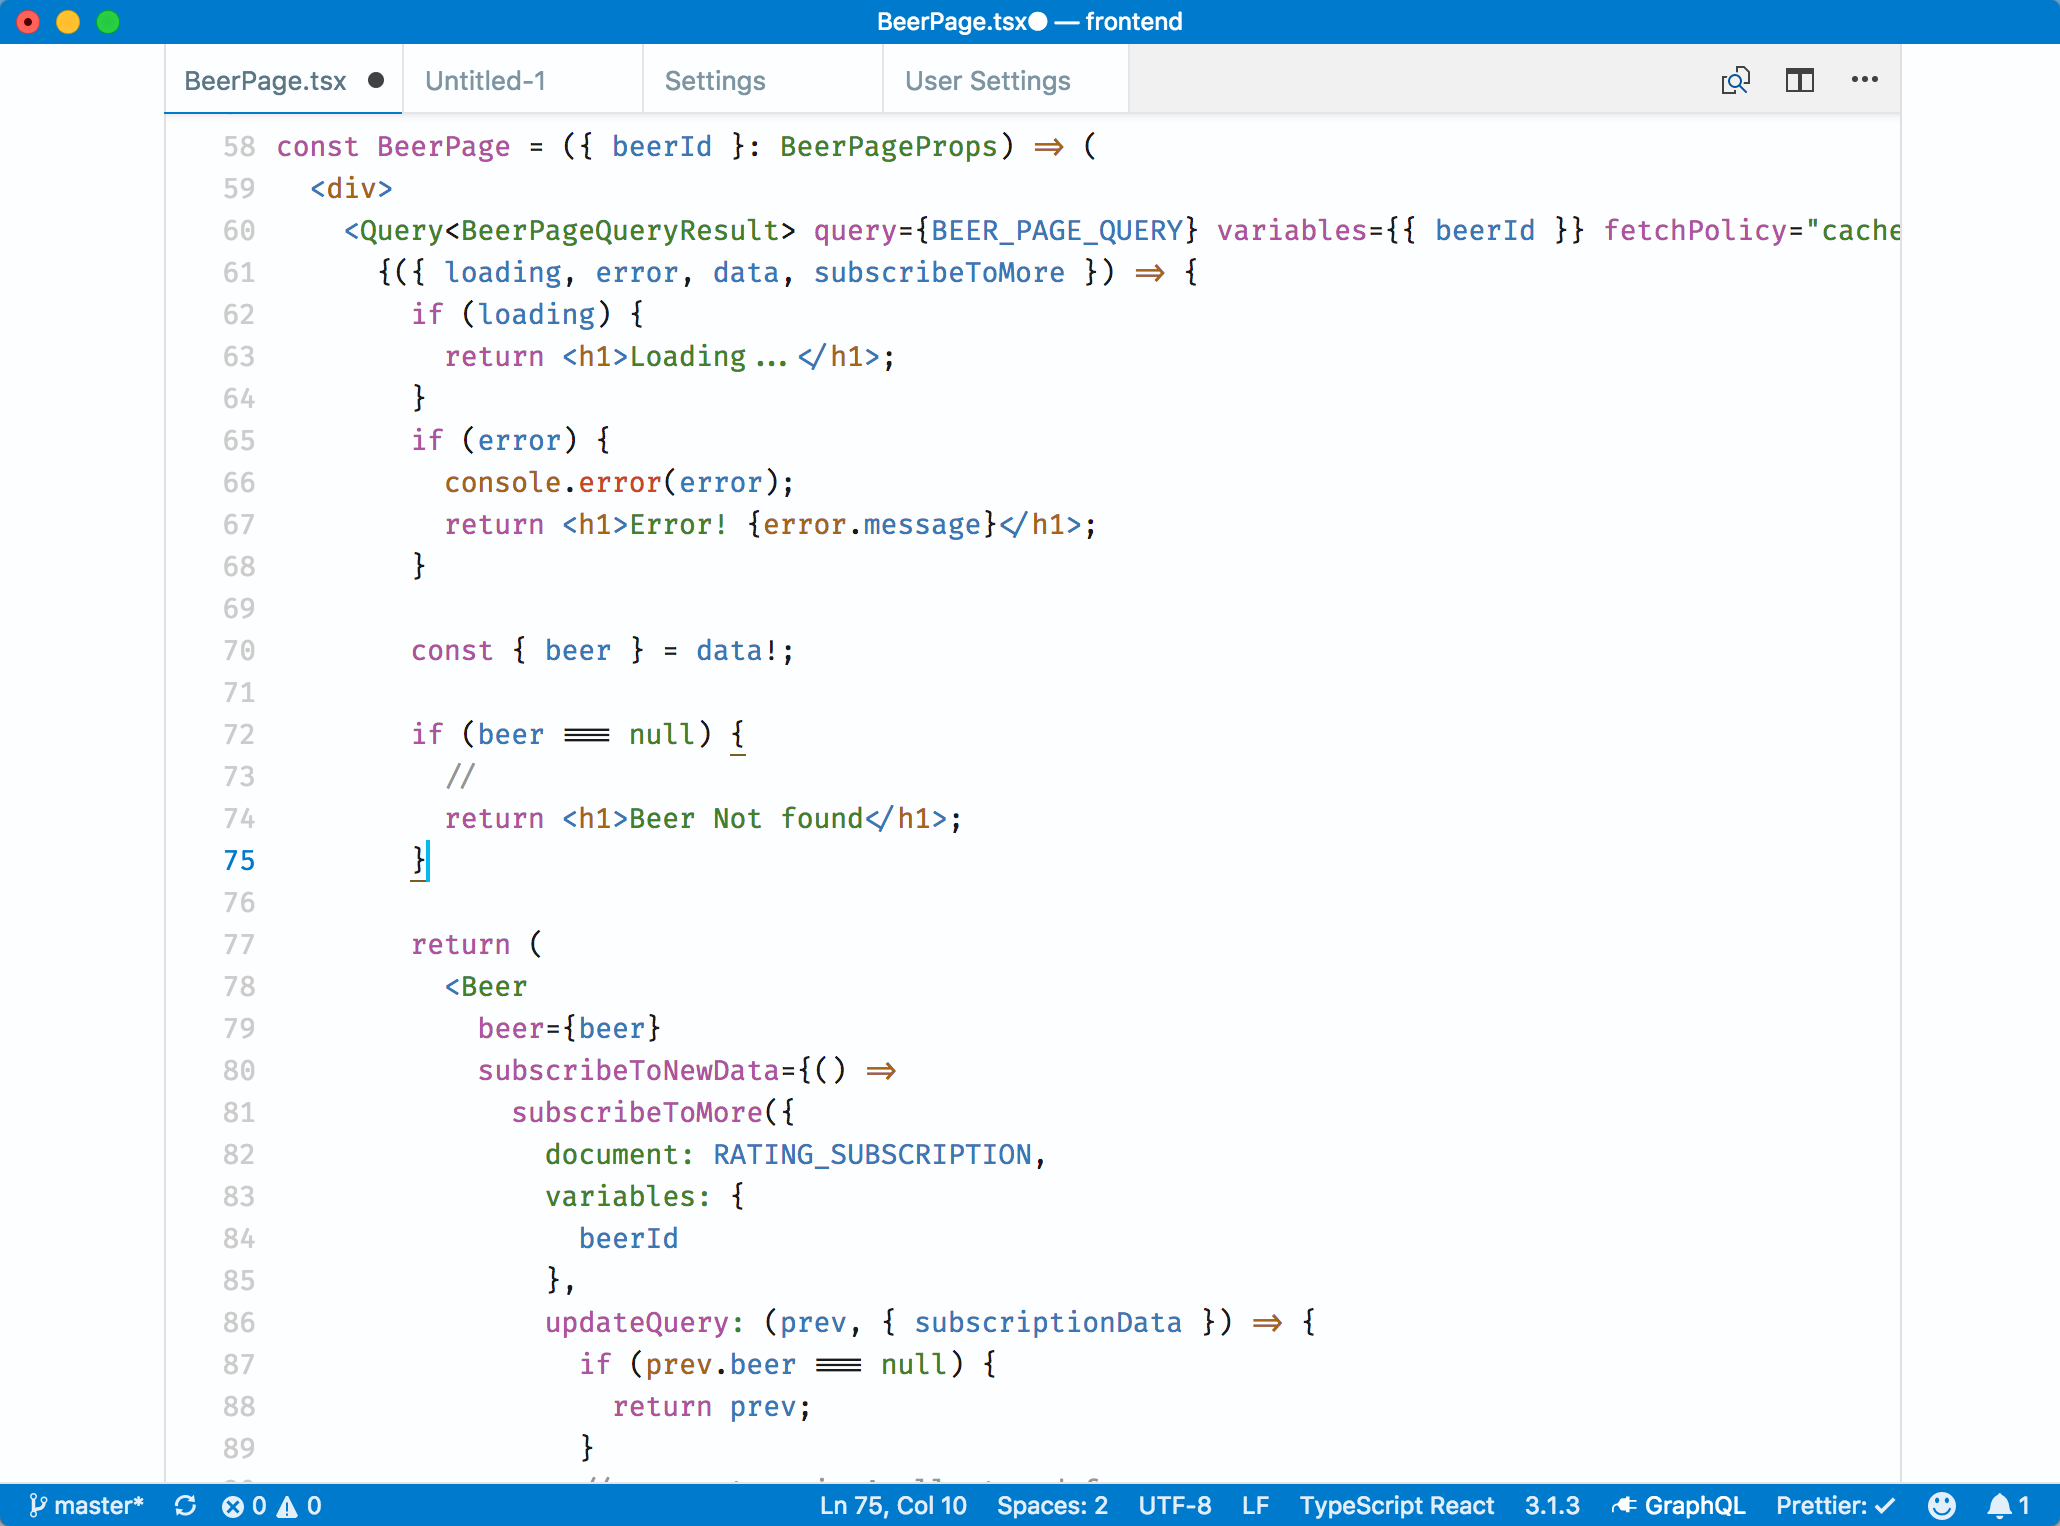 BeerPage.tsx● — frontend
BeerPage.tsx ● Untitled-1 Settings User Settings
58 const BeerPage = ({ beerId }: BeerPageProps) => (
59   <div>
60     <Query<BeerPageQueryResult> query={BEER_PAGE_QUERY} variables={{ beerId }} fetchPolicy="cache
61       {({ loading, error, data, subscribeToMore }) => {
62         if (loading) {
63           return <h1>Loading...</h1>;
64         }
65         if (error) {
66           console.error(error);
67           return <h1>Error! {error.message}</h1>;
68         }
69
70         const { beer } = data!;
71
72         if (beer === null) {
73           //
74           return <h1>Beer Not found</h1>;
75         }
76
77         return (
78           <Beer
79             beer={beer}
80             subscribeToNewData={() =>
81               subscribeToMore({
82                 document: RATING_SUBSCRIPTION,
83                 variables: {
84                   beerId
85                 },
86                 updateQuery: (prev, { subscriptionData }) => {
87                   if (prev.beer === null) {
88                     return prev;
89                   }
master* 0 0 Ln 75, Col 10 Spaces: 2 UTF-8 LF TypeScript React 3.1.3 GraphQL Prettier: ✓ 1